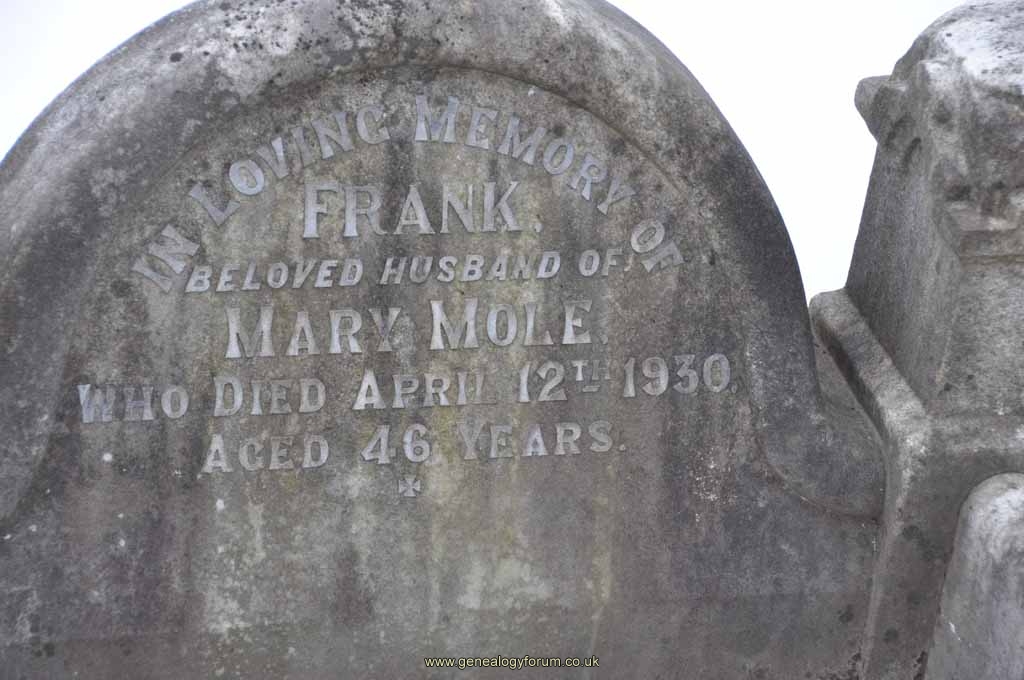 IN LOVING MEMORY OF
FRANK,
BELOVED HUSBAND OF
MARY MOLE,
WHO DIED APRIL 12TH 1930,
AGED 46 YEARS.
www.genealogyforum.co.uk